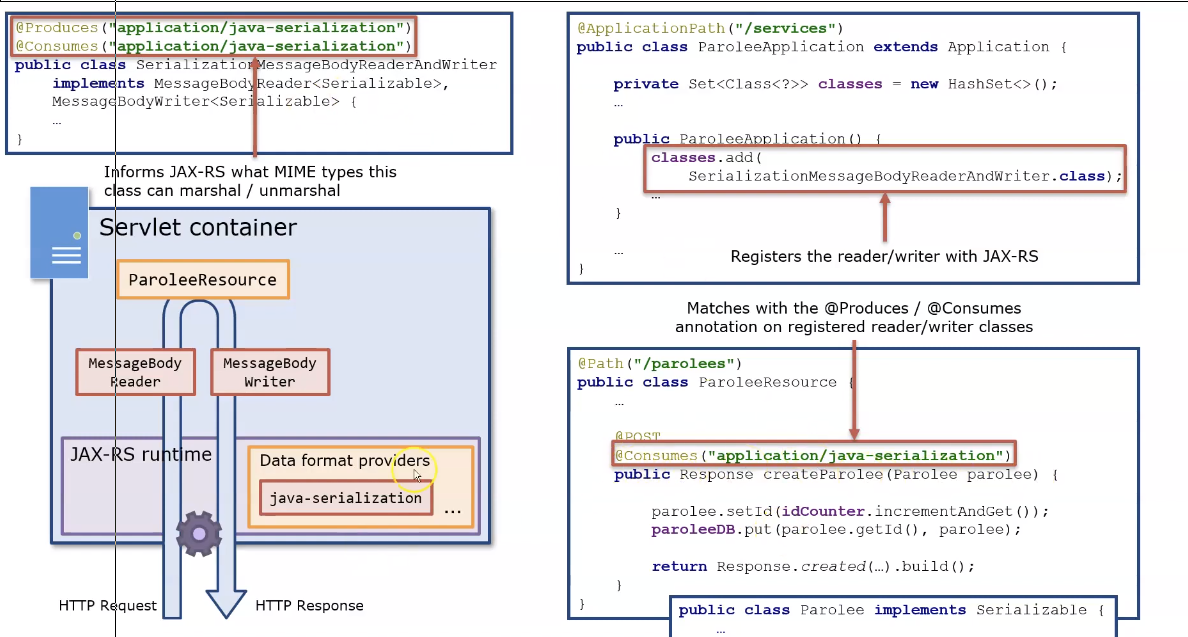 @Produces("application/java-serialization")
@Consumes("application/java-serialization")
public class SerializationMessageBodyReaderAndWriter
implements MessageBodyReader<Serializable>,
MessageBodyWriter<Serializable> {
…
}
Informs JAX-RS what MIME types this
class can marshal / unmarshal
Servlet container
ParoleeResource
MessageBody
Reader
MessageBody
Writer
JAX-RS runtime
Data format providers
java-serialization
...
HTTP Request
HTTP Response
@ApplicationPath("/services")
public class ParoleeApplication extends Application {
private Set<Class<?>> classes = new HashSet<>();
…
public ParoleeApplication() {
classes.add(
SerializationMessageBodyReaderAndWriter.class);
…
}
…
}
Registers the reader/writer with JAX-RS
Matches with the @Produces / @Consumes
annotation on registered reader/writer classes
@Path("/parolees")
public class ParoleeResource {
…
@POST
@Consumes("application/java-serialization")
public Response createParolee(Parolee parolee) {
parolee.setId(idCounter.incrementAndGet());
paroleeDB.put(parolee.getId(), parolee);
return Response.created(…).build();
}
}
public class Parolee implements Serializable {
…